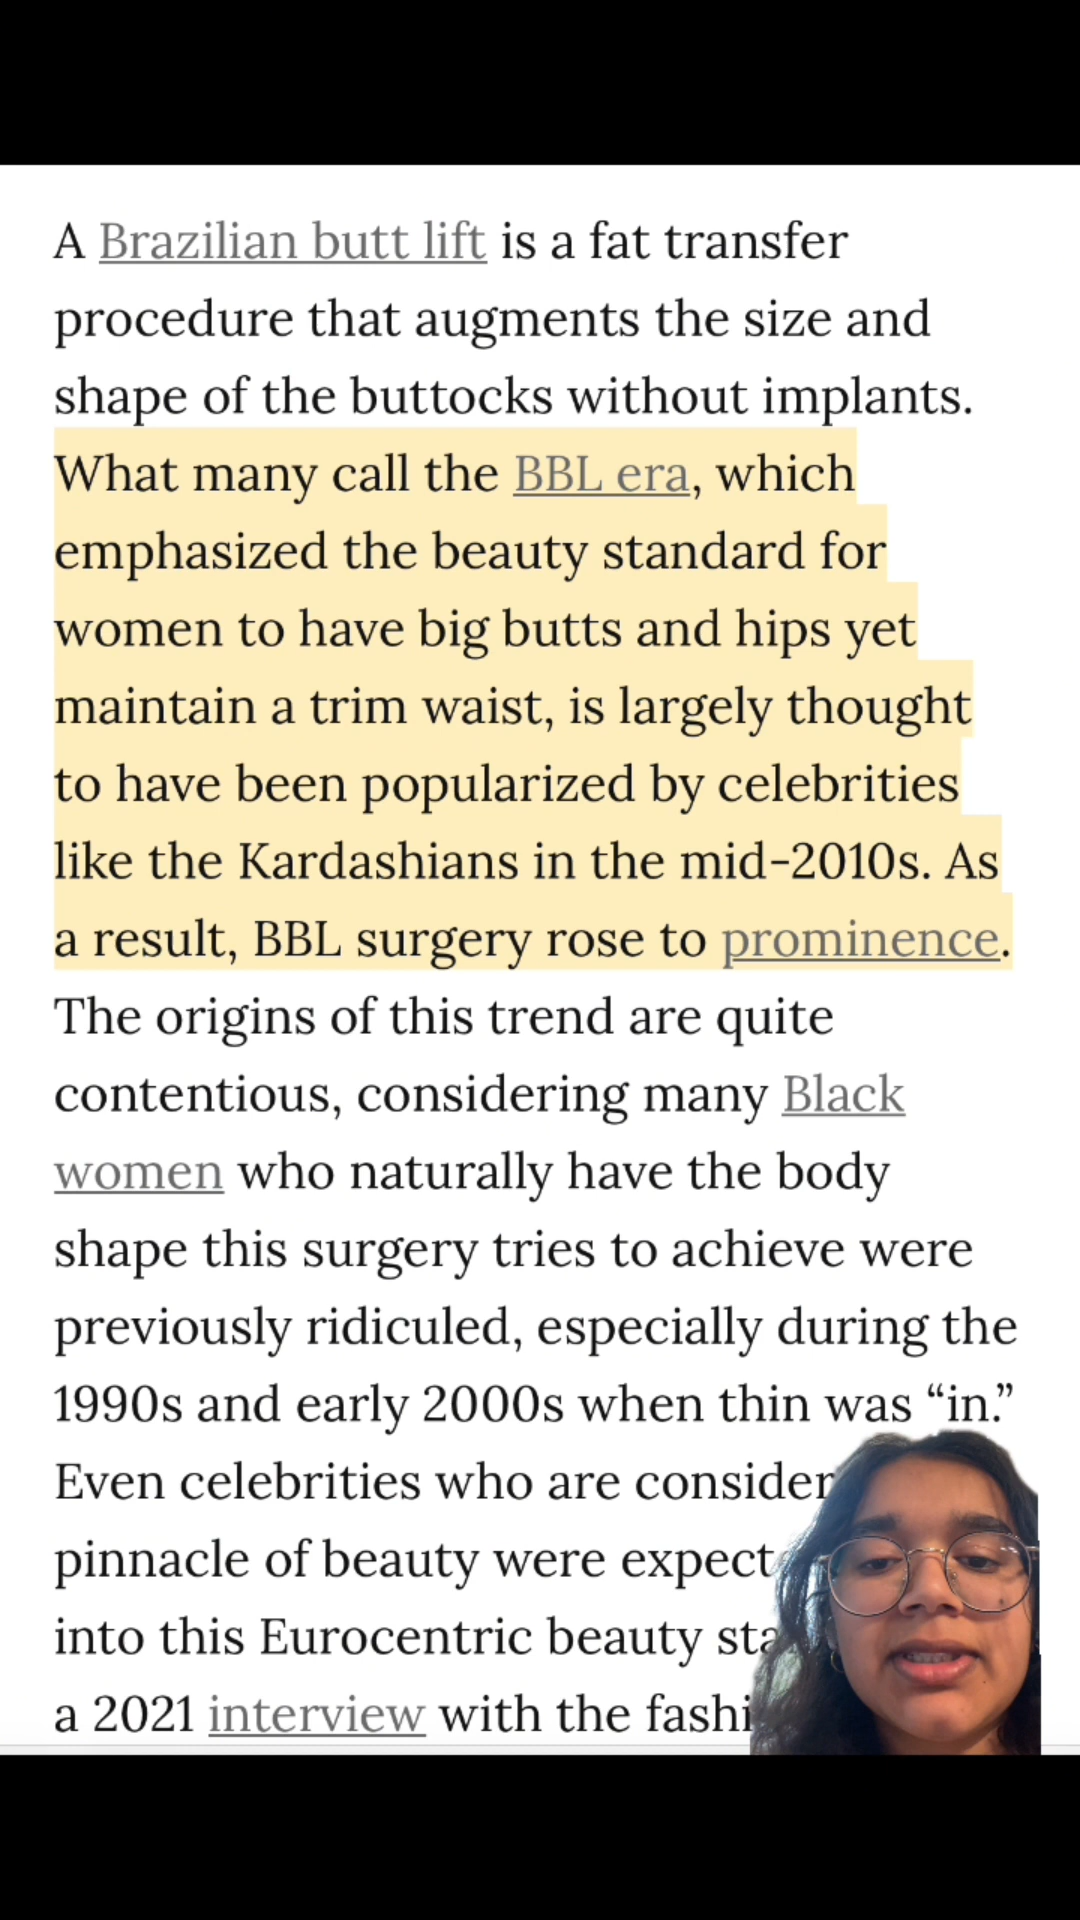 A Brazilian butt lift is a fat transfer
procedure that augments the size and
shape of the buttocks without implants.
What many call the BBL era, which
emphasized the beauty standard for
women to have big butts and hips yet
maintain a trim waist, is largely thought
to have been popularized by celebrities
like the Kardashians in the mid-2010s. As
a result, BBL surgery rose to prominence.
The origins of this trend are quite
contentious, considering many Black
women who naturally have the body
shape this surgery tries to achieve were
previously ridiculed, especially during the
1990s and early 2000s when thin was “in.”
Even celebrities who are consider
pinnacle of beauty were expect
into this Eurocentric beauty sta
a 2021 interview with the fashi